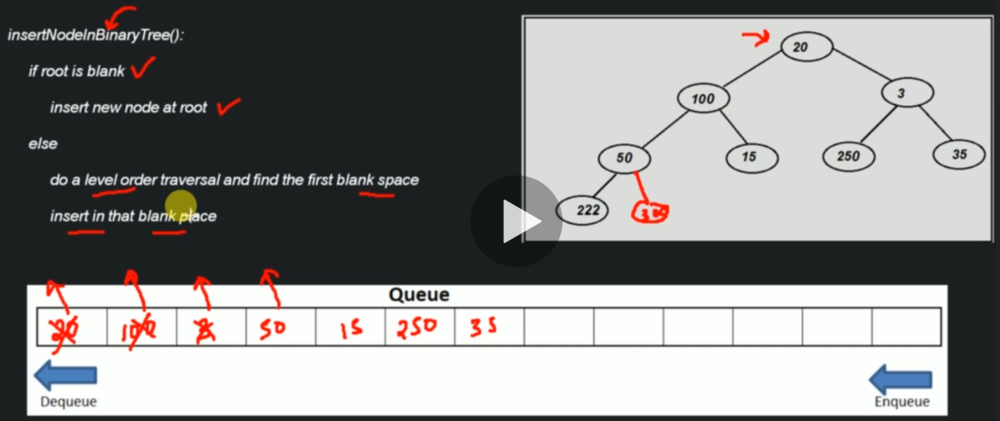 insertNodeInBinaryTree():
if root is blank
insert new node at root
else
do a level order traversal and find the first blank space
insert in that blank place
20
100
3
50
15
250
35
222
Queue
20
100
50
15
250
35
Dequeue
Enqueue